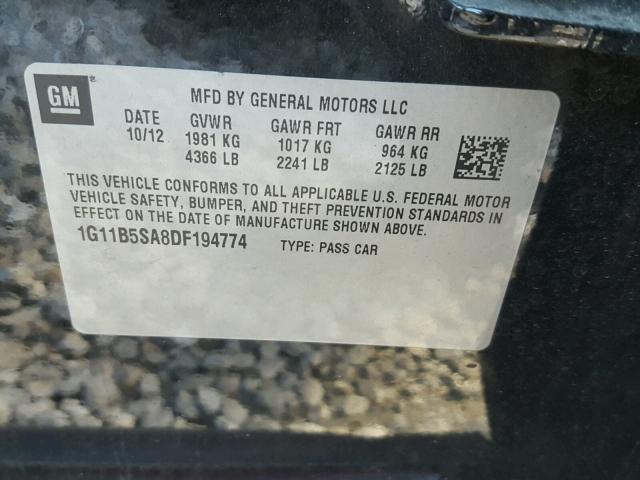 GM
MFD BY GENERAL MOTORS LLC
DATE GVWR GAWR FRT GAWR RR
10/12 1981 KG 1017 KG 964 KG
4366 LB 2241 LB 2125 LB
THIS VEHICLE CONFORMS TO ALL APPLICABLE U.S. FEDERAL MOTOR
VEHICLE SAFETY, BUMPER, AND THEFT PREVENTION STANDARDS IN
EFFECT ON THE DATE OF MANUFACTURE SHOWN ABOVE.
1G11B5SA8DF194774 TYPE: PASS CAR